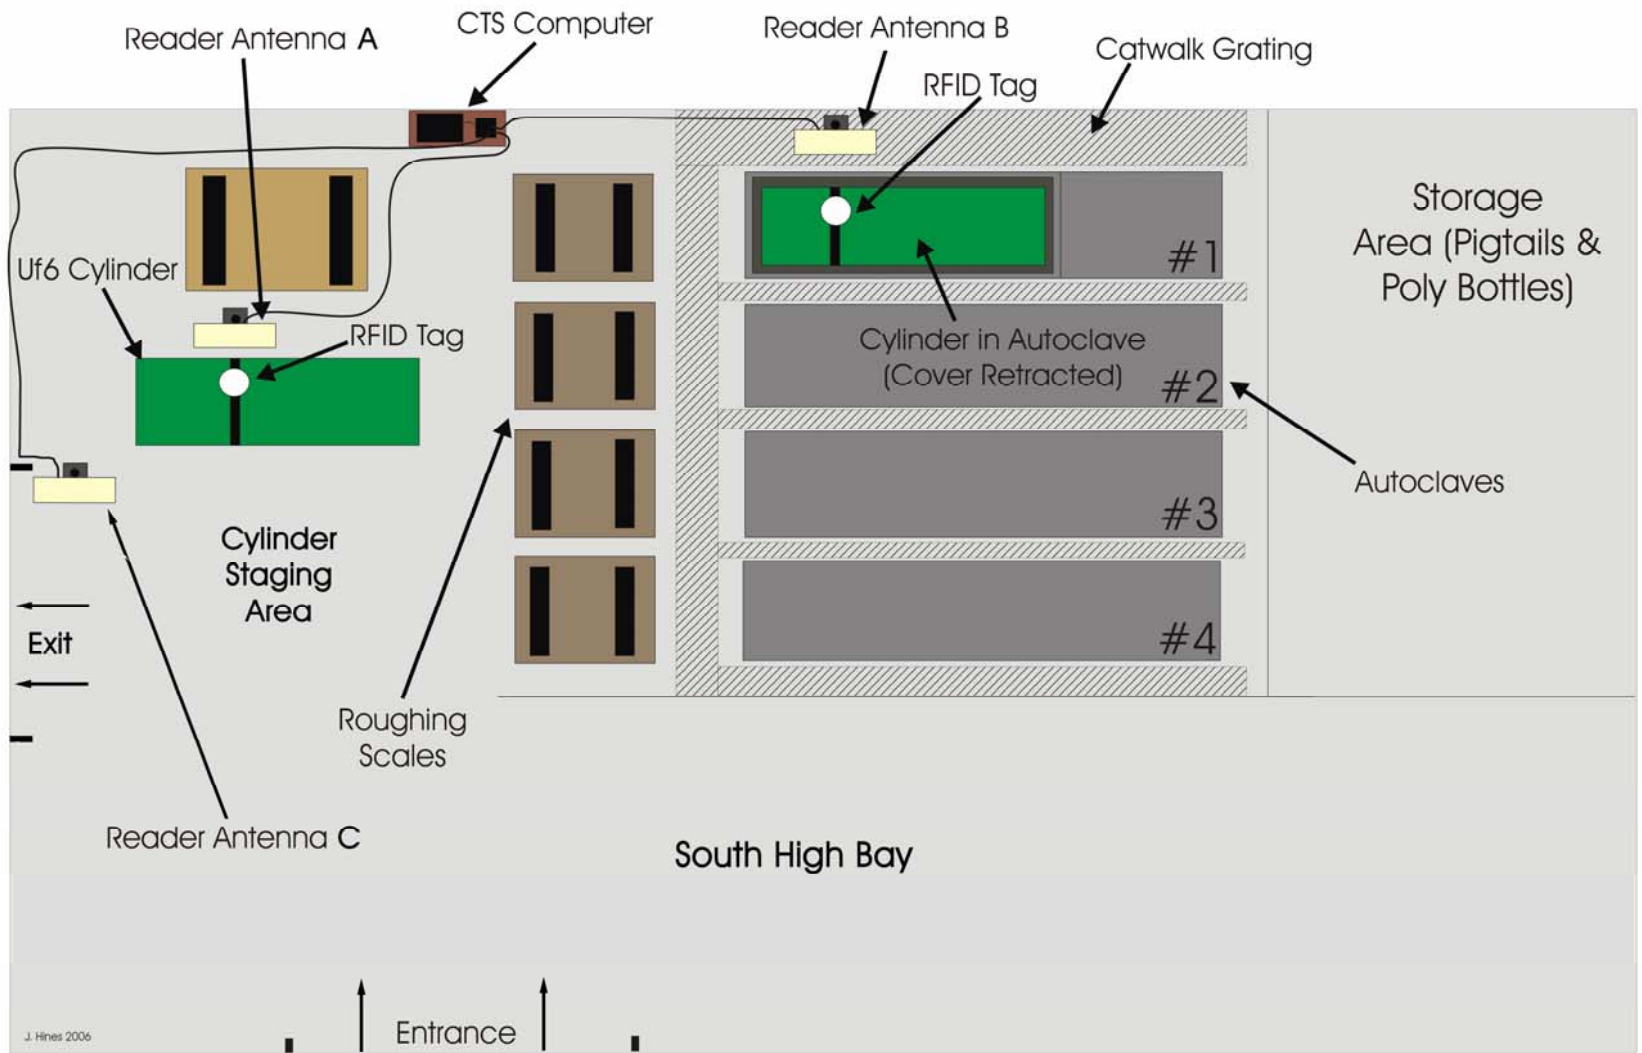 CTS Computer
Reader Antenna A
Reader Antenna B
Catwalk Grating
RFID Tag
Storage
Area (Pigtails &
Poly Bottles)
#1
Uf6 Cylinder
RFID Tag
Cylinder in Autoclave
(Cover Retracted)
#2
Autoclaves
#3
Cylinder
Staging
Area
Exit
#4
Roughing
Scales
Reader Antenna C
South High Bay
Entrance
J. Hines 2006